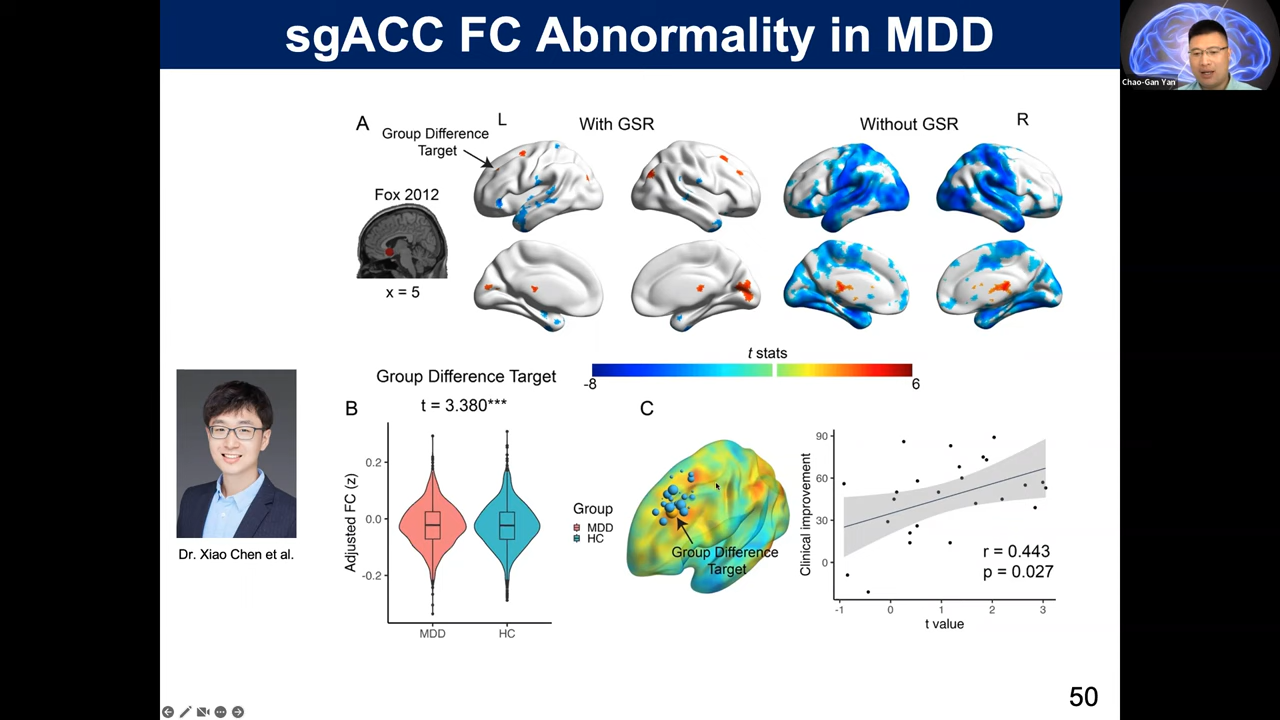 sgACC FC Abnormality in MDD
Chao-Gan Yan
A
Group Difference
Target
L
With GSR
Without GSR
R
Fox 2012
x = 5
t stats
-8
6
Group Difference Target
B
t = 3.380***
Adjusted FC (z)
0.2
0.0
-0.2
MDD
HC
Group
MDD
HC
C
Group Difference
Target
Clinical improvement
90
60
30
0
r = 0.443
p = 0.027
-1
0
1
2
3
t value
Dr. Xiao Chen et al.
50